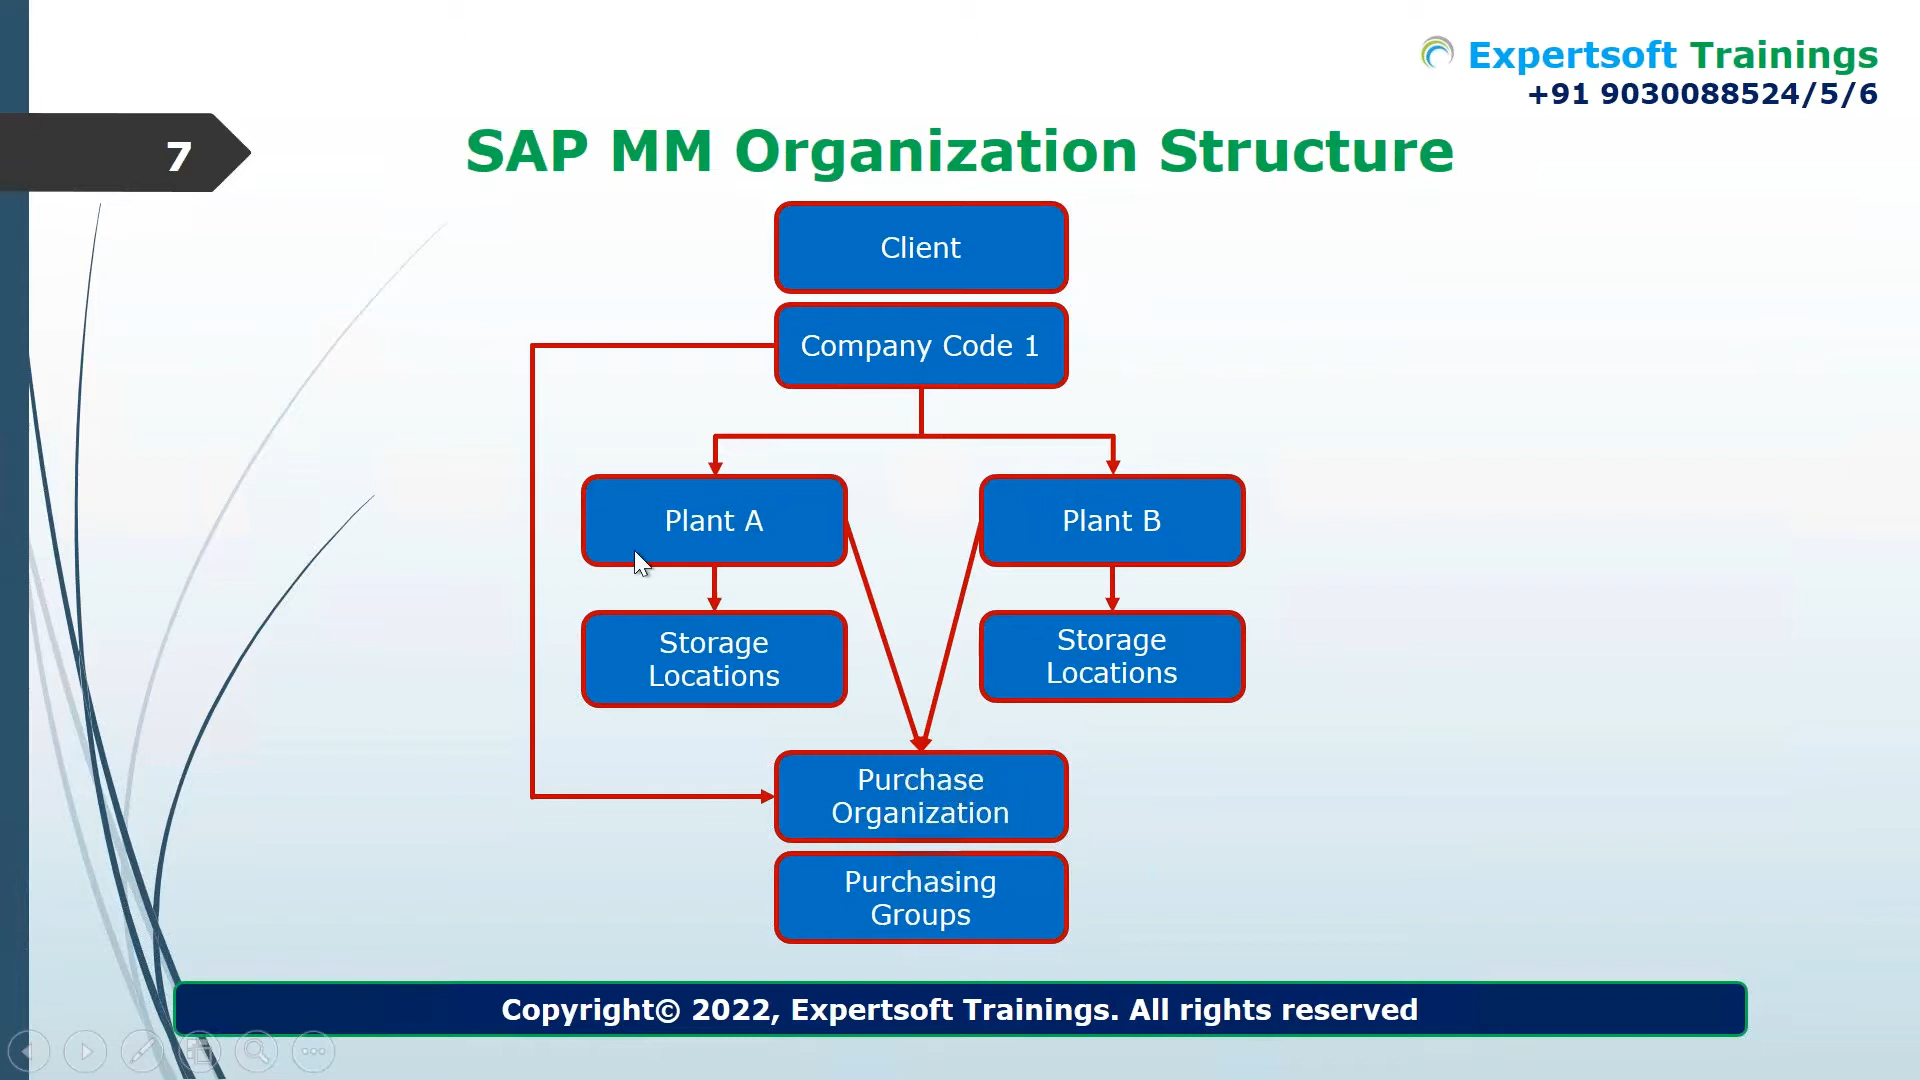 Expertsoft Trainings
+91 9030088524/5/6
7
SAP MM Organization Structure
Client
Company Code 1
Plant A
Plant B
Storage
Locations
Storage
Locations
Purchase
Organization
Purchasing
Groups
Copyright© 2022, Expertsoft Trainings. All rights reserved